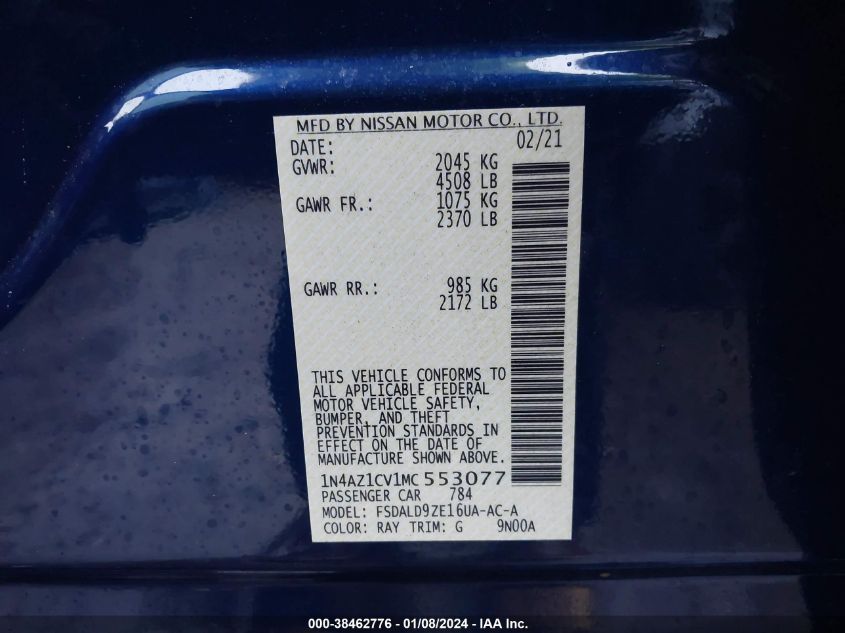 MFD BY NISSAN MOTOR CO., LTD.
DATE: 02/21
GVWR: 2045 KG
4508 LB
GAWR FR.: 1075 KG
2370 LB
GAWR RR.: 985 KG
2172 LB
THIS VEHICLE CONFORMS TO
ALL APPLICABLE FEDERAL
MOTOR VEHICLE SAFETY,
BUMPER, AND THEFT
PREVENTION STANDARDS IN
EFFECT ON THE DATE OF
MANUFACTURE SHOWN ABOVE.
1N4AZ1CV1MC553077
PASSENGER CAR 784
MODEL: FSDALD9ZE16UA-AC-A
COLOR: RAY TRIM: G 9N00A
000-38462776 - 01/08/2024 - IAA Inc.